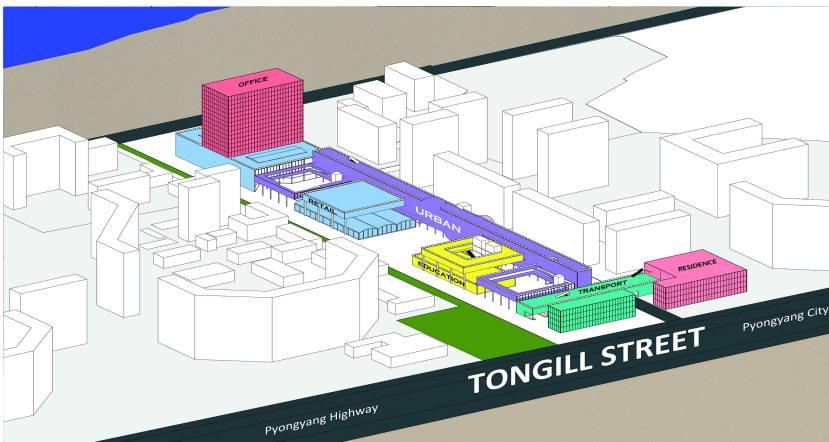 OFFICE
RETAIL
URBAN
EDUCATION
RESIDENCE
TRANSPORT
TONGILL STREET
Pyongyang City
Pyongyang Highway